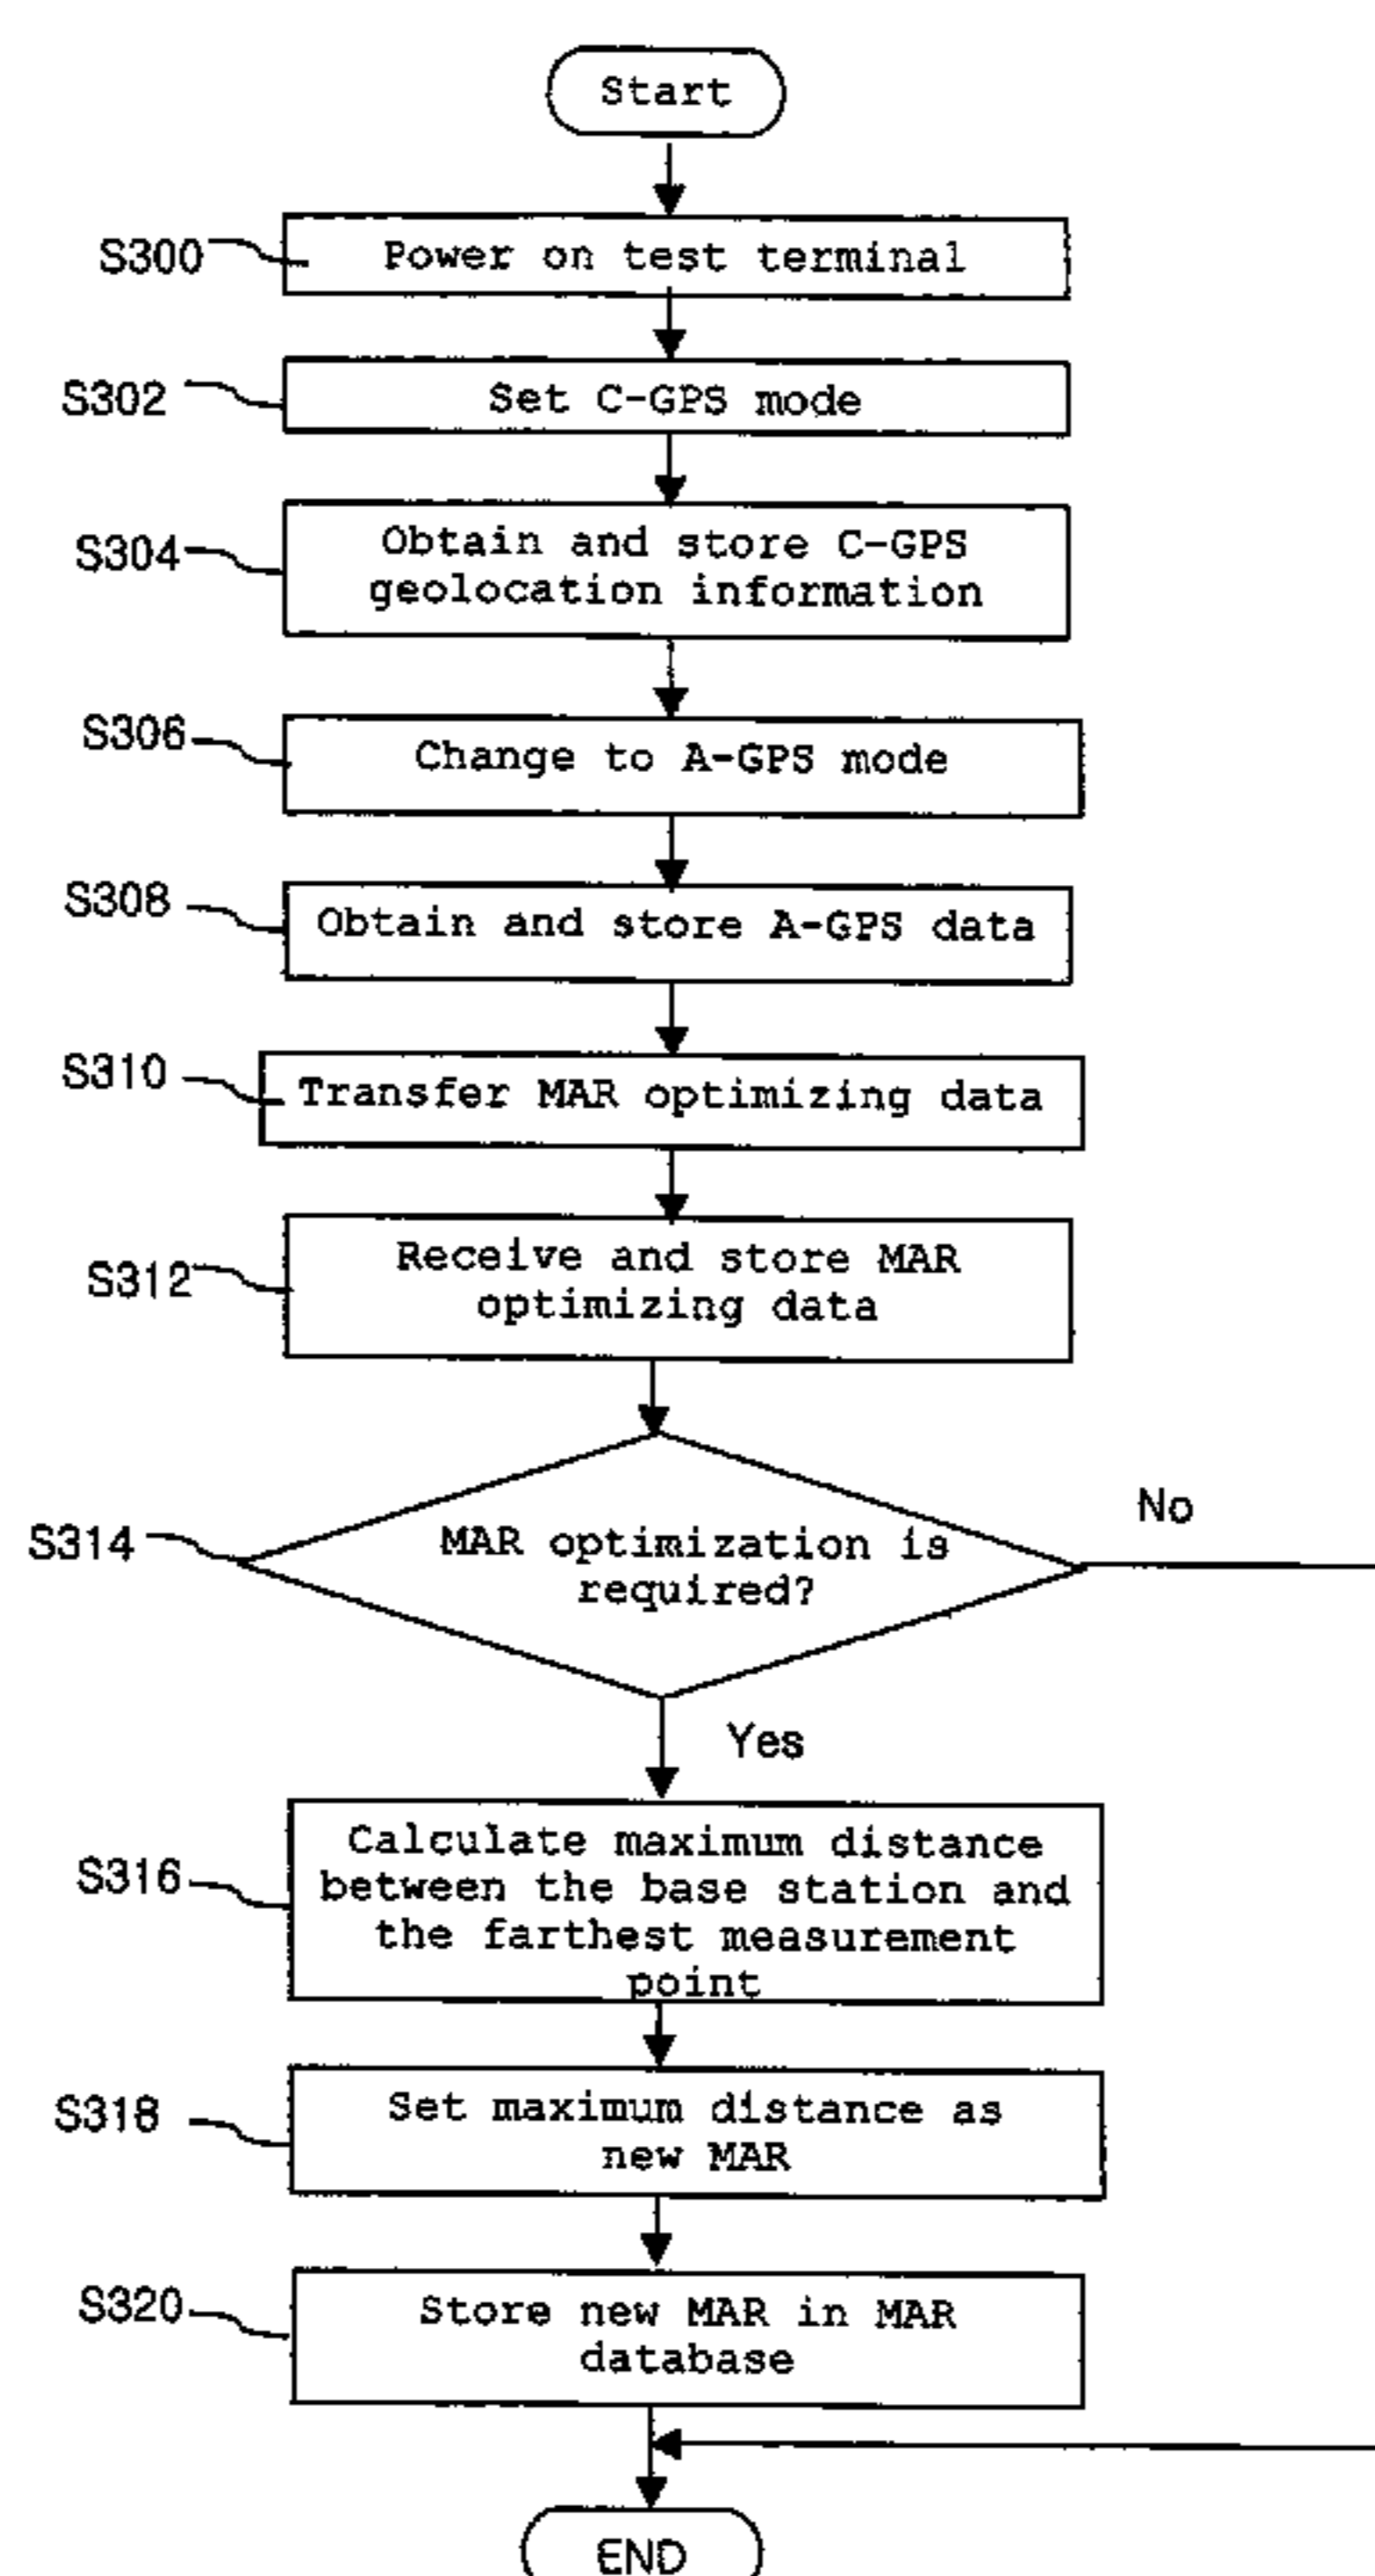 Start
S300
Power on test terminal
S302
Set C-GPS mode
S304
Obtain and store C-GPS
geolocation information
S306
Change to A-GPS mode
S308
Obtain and store A-GPS data
S310
Transfer MAR optimizing data
S312
Receive and store MAR
optimizing data
S314
MAR optimization is
required?
No
Yes
S316
Calculate maximum distance
between the base station and
the farthest measurement
point
S318
Set maximum distance as
new MAR
S320
Store new MAR in MAR
database
END